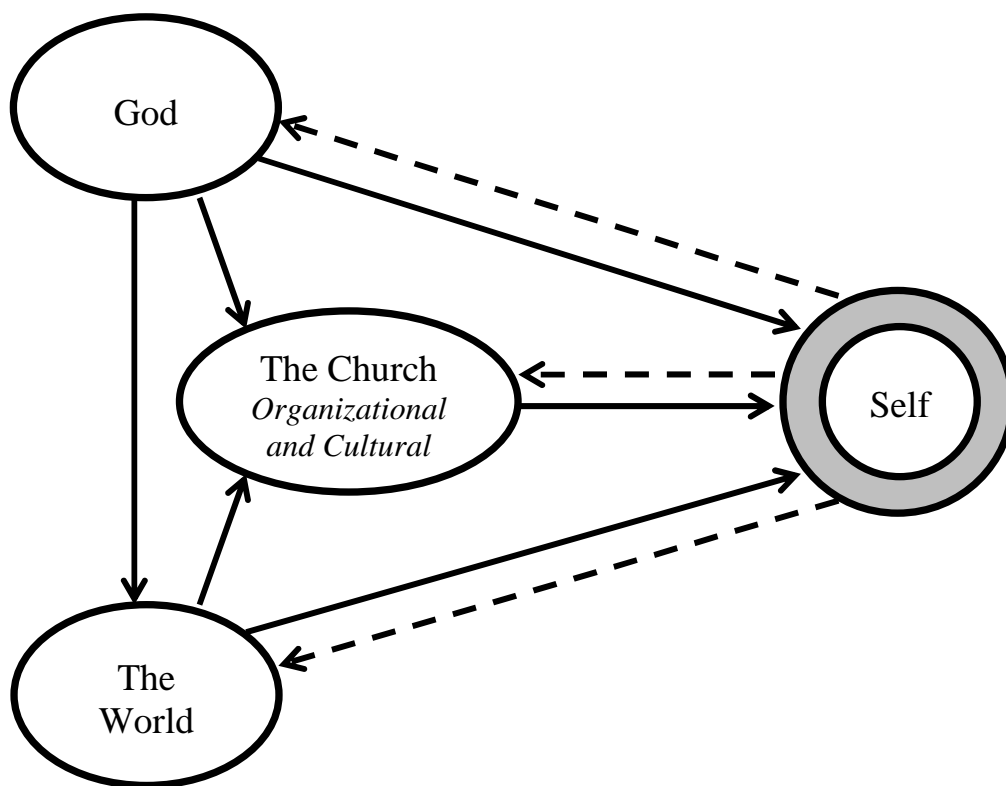 God
The Church
Organizational
and Cultural
Self
The
World